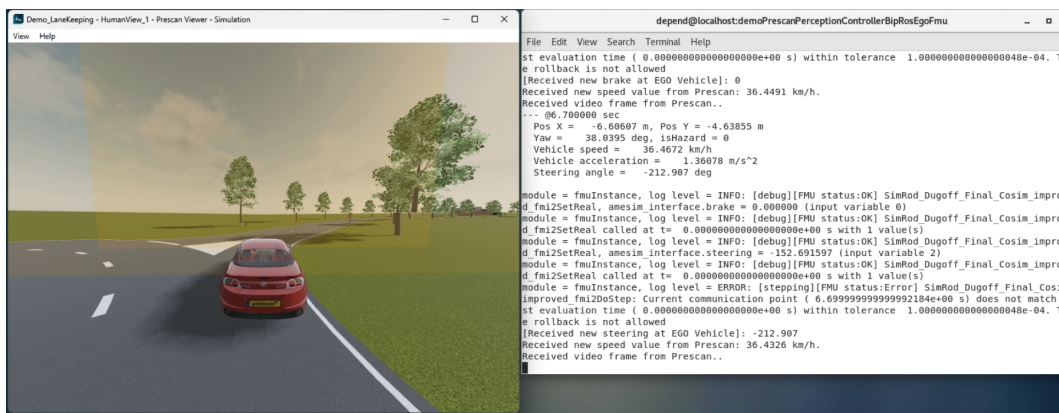 Demo_LaneKeeping - HumanView_1 - Prescan Viewer - Simulation
View Help
prescan
depend@localhost:demoPrescanPerceptionControllerBipRosEgoFmu
File Edit View Search Terminal Help
st evaluation time ( 0.000000000000000000e+00 s) within tolerance 1.000000000000000048e-04. T
e rollback is not allowed
[Received new brake at EGO Vehicle]: 0
Received new speed value from Prescan: 36.4491 km/h.
Received video frame from Prescan..
--- @6.700000 sec
Pos X = -6.60607 m, Pos Y = -4.63855 m
Yaw = 38.0395 deg, isHazard = 0
Vehicle speed = 36.4672 km/h
Vehicle acceleration = 1.36078 m/s^2
Steering angle = -212.907 deg
module = fmuInstance, log level = INFO: [debug][FMU status:OK] SimRod_Dugoff_Final_Cosim_impro
d_fmi2SetReal, amesim_interface.brake = 0.000000 (input variable 0)
module = fmuInstance, log level = INFO: [debug][FMU status:OK] SimRod_Dugoff_Final_Cosim_impro
d_fmi2SetReal called at t= 0.000000000000000000e+00 s with 1 value(s)
module = fmuInstance, log level = INFO: [debug][FMU status:OK] SimRod_Dugoff_Final_Cosim_impro
d_fmi2SetReal, amesim_interface.steering = -152.691597 (input variable 2)
module = fmuInstance, log level = INFO: [debug][FMU status:OK] SimRod_Dugoff_Final_Cosim_impro
d_fmi2SetReal called at t= 0.000000000000000000e+00 s with 1 value(s)
module = fmuInstance, log level = ERROR: [stepping][FMU status:Error] SimRod_Dugoff_Final_Cosi
improved_fmi2DoStep: Current communication point ( 6.699999999999992184e+00 s) does not match
st evaluation time ( 0.000000000000000000e+00 s) within tolerance 1.000000000000000048e-04. T
e rollback is not allowed
[Received new steering at EGO Vehicle]: -212.907
Received new speed value from Prescan: 36.4326 km/h.
Received video frame from Prescan..